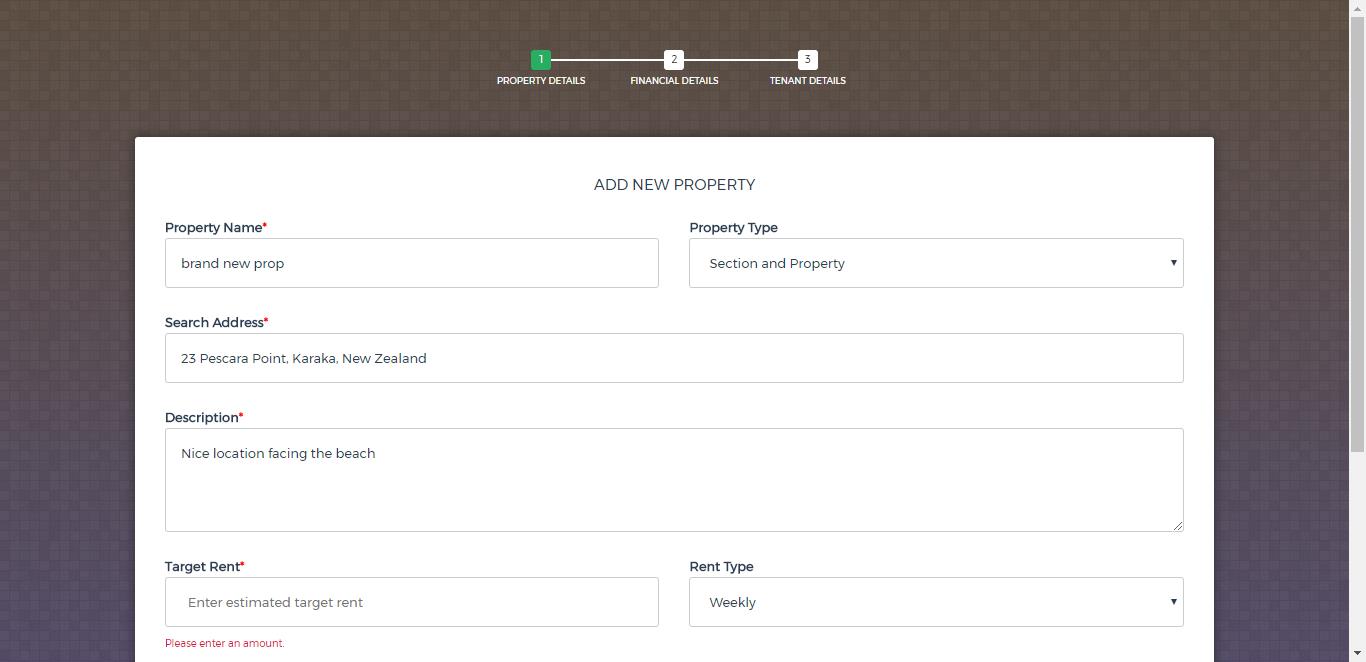 1 2 3
PROPERTY DETAILS FINANCIAL DETAILS TENANT DETAILS
ADD NEW PROPERTY
Property Name* Property Type
brand new prop Section and Property
Search Address*
23 Pescara Point, Karaka, New Zealand
Description*
Nice location facing the beach
Target Rent* Rent Type
Enter estimated target rent Weekly
Please enter an amount.